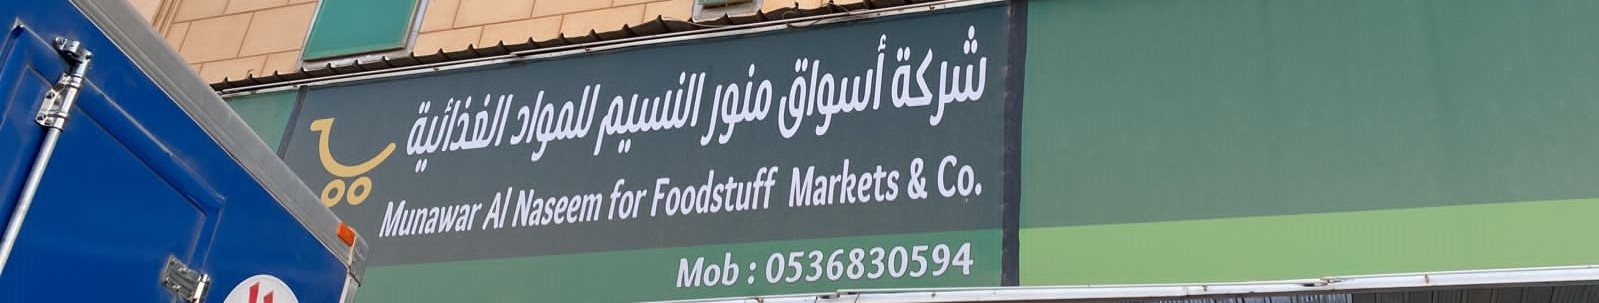 شركة أسواق منور النسيم للمواد الغذائية
Munawar Al Naseem for Foodstuff Markets & Co.
Mob : 0536830594